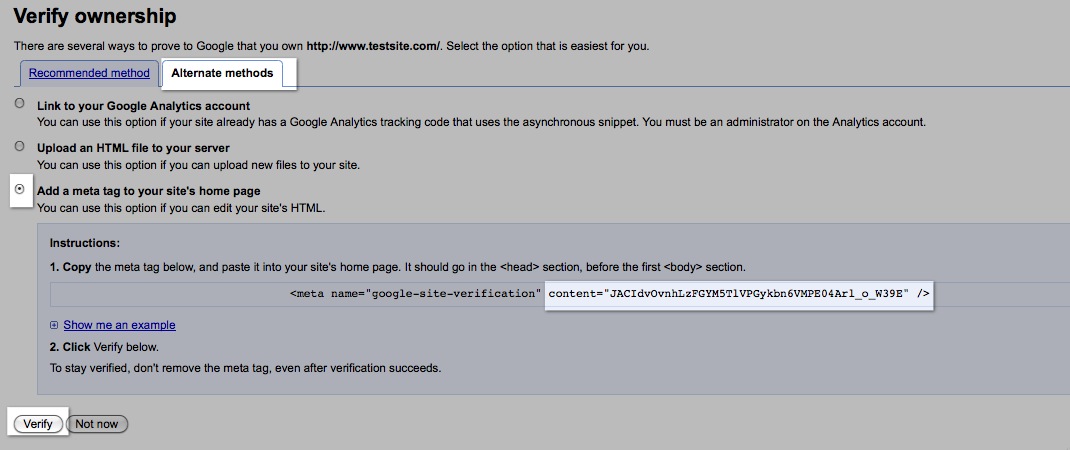 Verify ownership
There are several ways to prove to Google that you own http://www.testsite.com/. Select the option that is easiest for you.
Recommended method Alternate methods
Link to your Google Analytics account
You can use this option if your site already has a Google Analytics tracking code that uses the asynchronous snippet. You must be an administrator on the Analytics account.
Upload an HTML file to your server
You can use this option if you can upload new files to your site.
Add a meta tag to your site's home page
You can use this option if you can edit your site's HTML.
Instructions:
1. Copy the meta tag below, and paste it into your site's home page. It should go in the <head> section, before the first <body> section.
<meta name="google-site-verification" content="JACIdvOvnhLzFGYM5TlVPGykbn6VMPE04Arl_o_W39E" />
Show me an example
2. Click Verify below.
To stay verified, don't remove the meta tag, even after verification succeeds.
Verify Not now